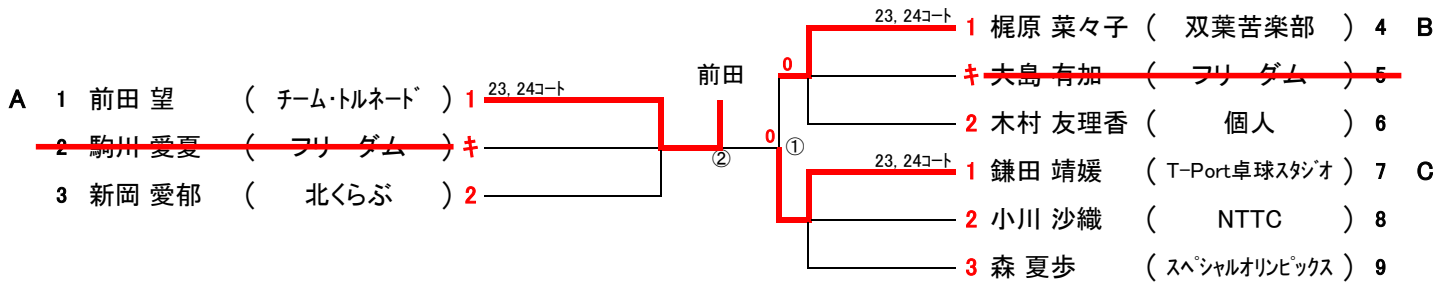 23, 24コート
1 梶原 菜々子 ( 双葉苦楽部 ) 4 B
0
前田
キ 大島 有加 ( フリーダム ) 5
23, 24コート
A 1 前田 望 ( チーム・トルネード ) 1
2 木村 友理香 ( 個人 ) 6
2 駒川 愛夏 ( フリーダム ) キ
0
①
②
23, 24コート
1 鎌田 靖媛 ( T-Port卓球スタジオ ) 7 C
3 新岡 愛郁 ( 北くらぶ ) 2
2 小川 沙織 ( NTTC ) 8
3 森 夏歩 ( スペシャルオリンピックス ) 9